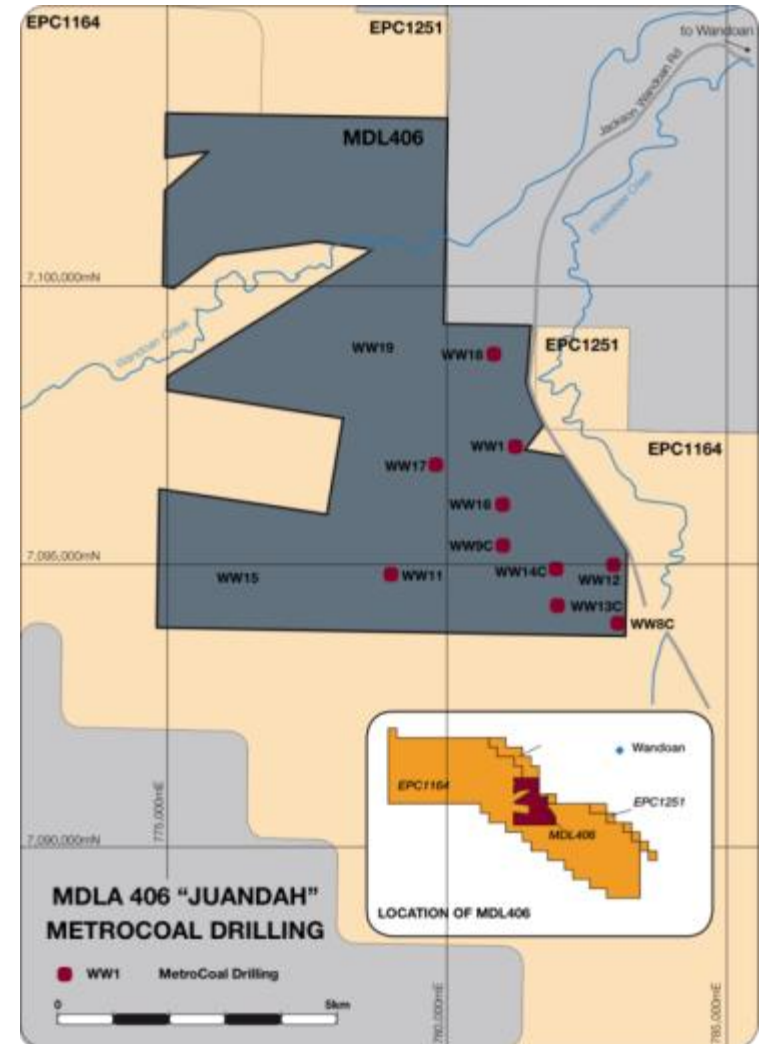 EPC1164
EPC1251
to Wandoan
Jackson Wandoan Rd
MDL406
7,100,000mN
Wandoan Creek
WW19
WW18
EPC1251
WW1
EPC1164
WW17
WW16
WW9C
7,095,000mN
WW14C
WW15
WW11
WW12
WW13C
WW8C
775,000mE
Wandoan
EPC1164
EPC1251
MDL406
7,090,000mN
LOCATION OF MDL406
MDLA 406 “JUANDAH”
METROCOAL DRILLING
WW1 MetroCoal Drilling
0 5km
780,000mE
785,000mE